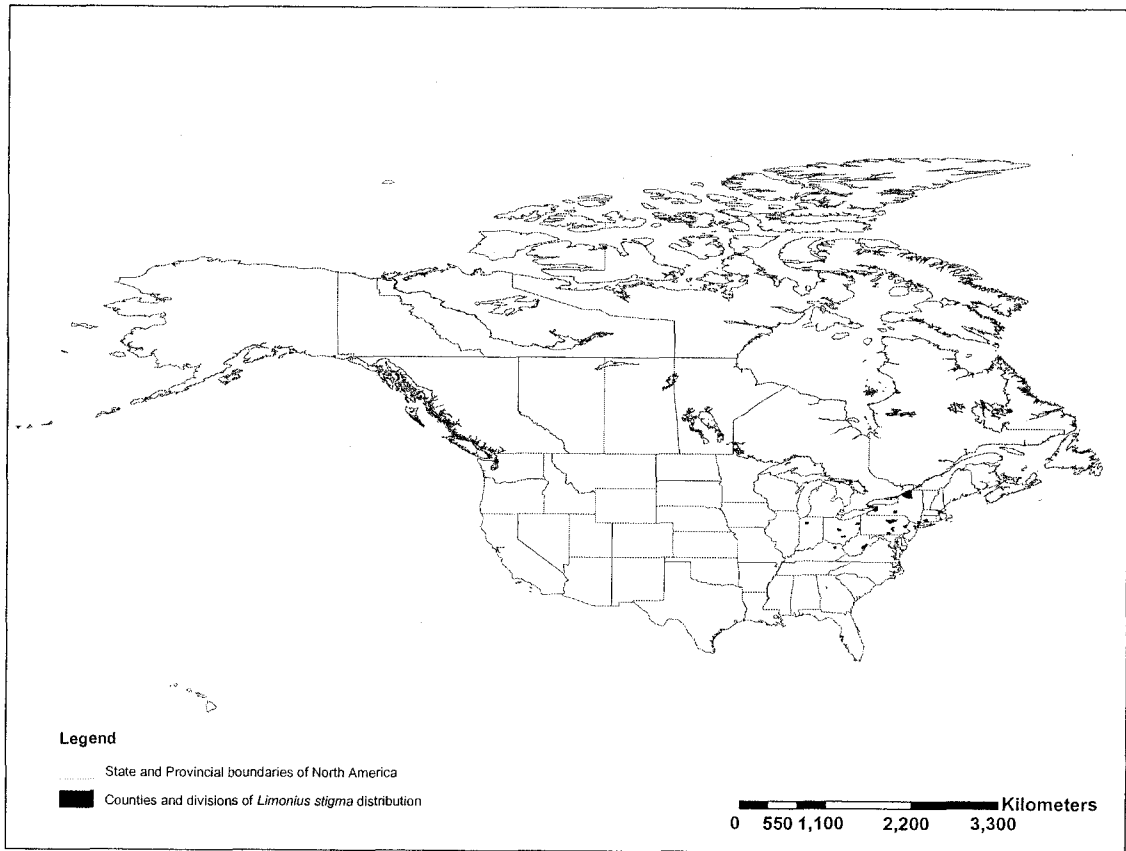 Legend
State and Provincial boundaries of North America
Counties and divisions of Limonius stigma distribution
Kilometers
0 550 1,100 2,200 3,300